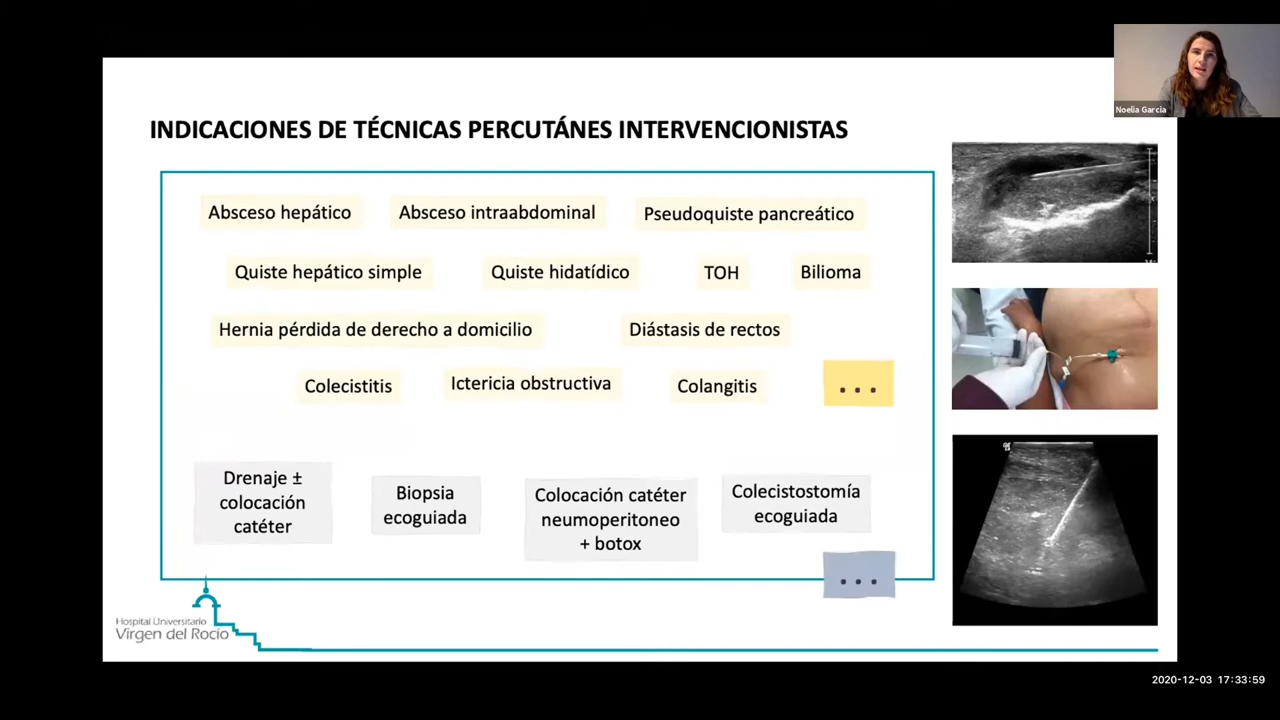 Noelia Garcia
INDICACIONES DE TÉCNICAS PERCUTÁNES INTERVENCIONISTAS
Absceso hepático
Absceso intraabdominal
Pseudoquiste pancreático
Quiste hepático simple
Quiste hidatídico
TOH
Bilioma
Hernia pérdida de derecho a domicilio
Diástasis de rectos
Colecistitis
Ictericia obstructiva
Colangitis
...
Drenaje ±
colocación
catéter
Biopsia
ecoguiada
Colocación catéter
neumoperitoneo
+ botox
Colecistostomía
ecoguiada
...
Hospital Universitario
Virgen del Rocío
2020-12-03 17:33:59